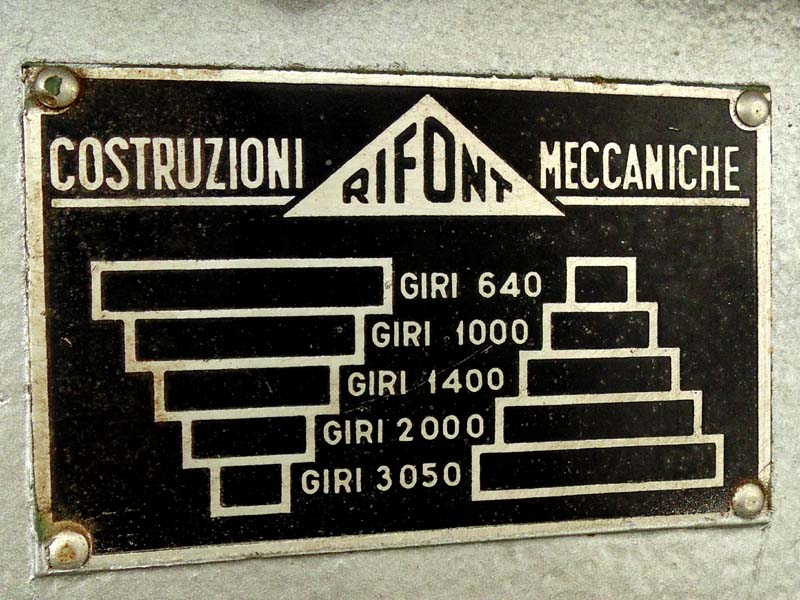 COSTRUZIONI RIFONT MECCANICHE
GIRI 640
GIRI 1000
GIRI 1400
GIRI 2000
GIRI 3050